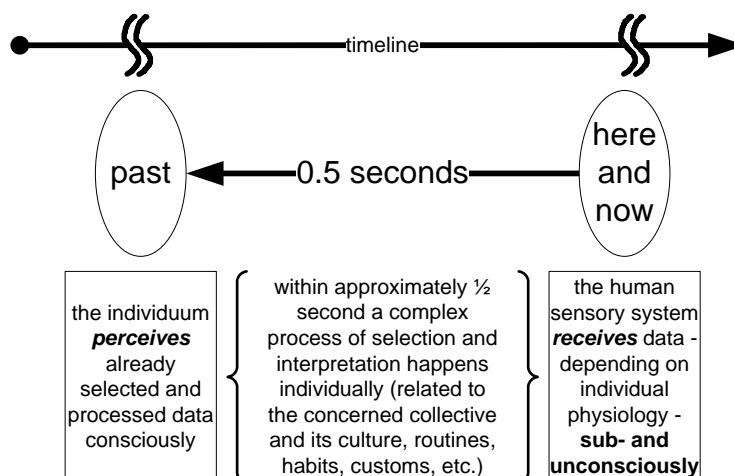 timeline
past
0.5 seconds
here
and
now
the individuum
perceives
already
selected and
processed data
consciously
within approximately ½
second a complex
process of selection and
interpretation happens
individually (related to
the concerned collective
and its culture, routines,
habits, customs, etc.)
the human
sensory system
receives data -
depending on
individual
physiology -
sub- and
unconsciously